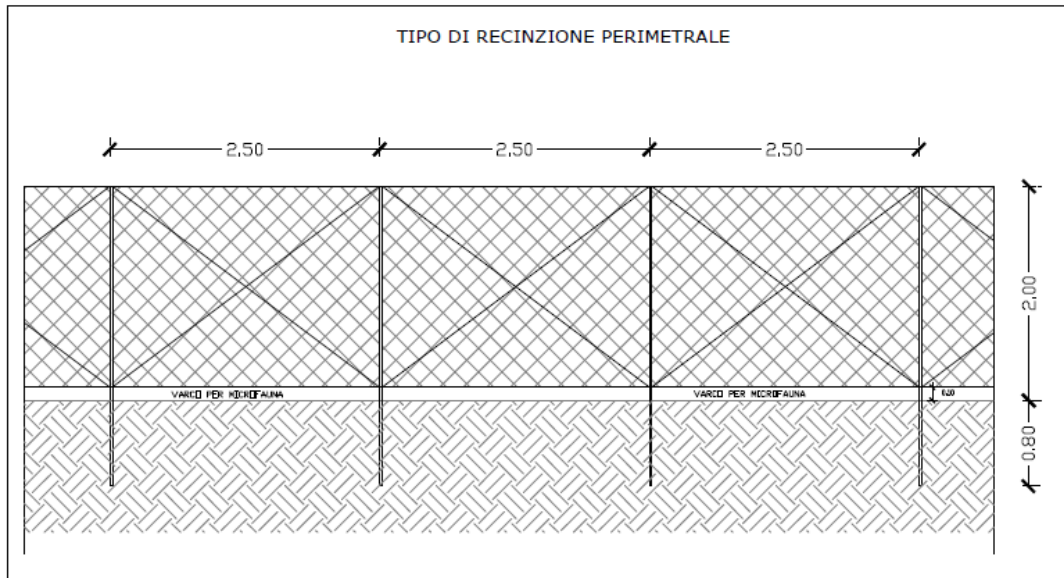 TIPO DI RECINZIONE PERIMETRALE
2,50
2,50
2,50
2,00
VARCO PER MICROFAUNA
VARCO PER MICROFAUNA
0.80